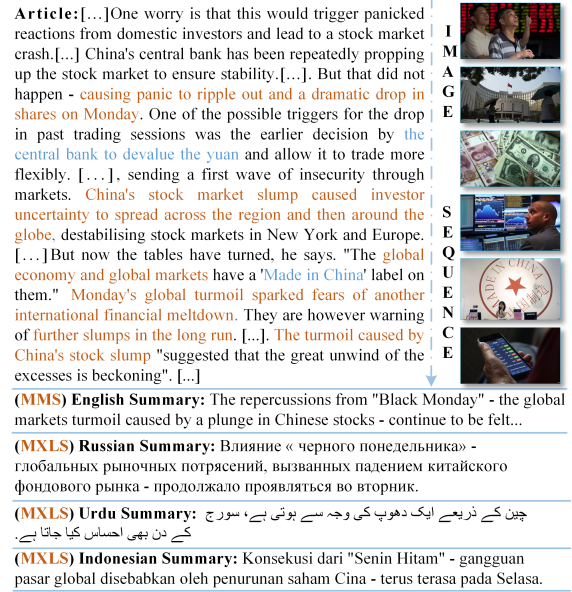 Article:[…]One worry is that this would trigger panicked
reactions from domestic investors and lead to a stock market
crash.[...] China's central bank has been repeatedly propping
up the stock market to ensure stability.[...]. But that did not
happen - causing panic to ripple out and a dramatic drop in
shares on Monday. One of the possible triggers for the drop
in past trading sessions was the earlier decision by the
central bank to devalue the yuan and allow it to trade more
flexibly. [...], sending a first wave of insecurity through
markets. China's stock market slump caused investor
uncertainty to spread across the region and then around the
globe, destabilising stock markets in New York and Europe.
[…]But now the tables have turned, he says. "The global
economy and global markets have a 'Made in China' label on
them." Monday's global turmoil sparked fears of another
international financial meltdown. They are however warning
of further slumps in the long run. [...]. The turmoil caused by
China's stock slump "suggested that the great unwind of the
excesses is beckoning". [...]
IMAGE
SEQUENCE
MADE IN CHINA
(MMS) English Summary: The repercussions from "Black Monday" - the global
markets turmoil caused by a plunge in Chinese stocks - continue to be felt...
(MXLS) Russian Summary: Влияние « черного понедельника» -
глобальных рыночных потрясений, вызванных падением китайского
фондового рынка - продолжало проявляться во вторник.
(MXLS) Urdu Summary: چین کے ذریعے ایک دھوپ کی وجہ سے ہوتی ہے، سورج
کے دن بھی احساس کیا جاتا ہے.
(MXLS) Indonesian Summary: Konsekusi dari "Senin Hitam" - gangguan
pasar global disebabkan oleh penurunan saham Cina - terus terasa pada Selasa.